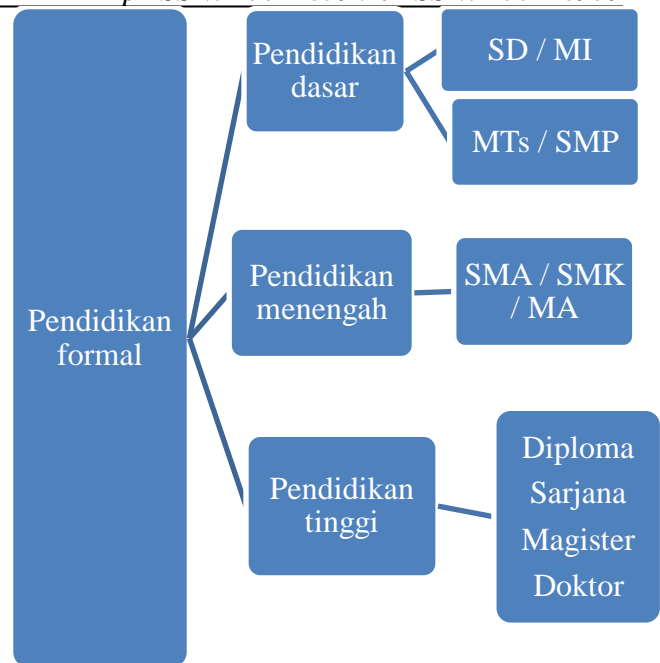 Pendidikan
formal
Pendidikan
dasar
SD / MI
MTs / SMP
Pendidikan
menengah
SMA / SMK
/ MA
Pendidikan
tinggi
Diploma
Sarjana
Magister
Doktor